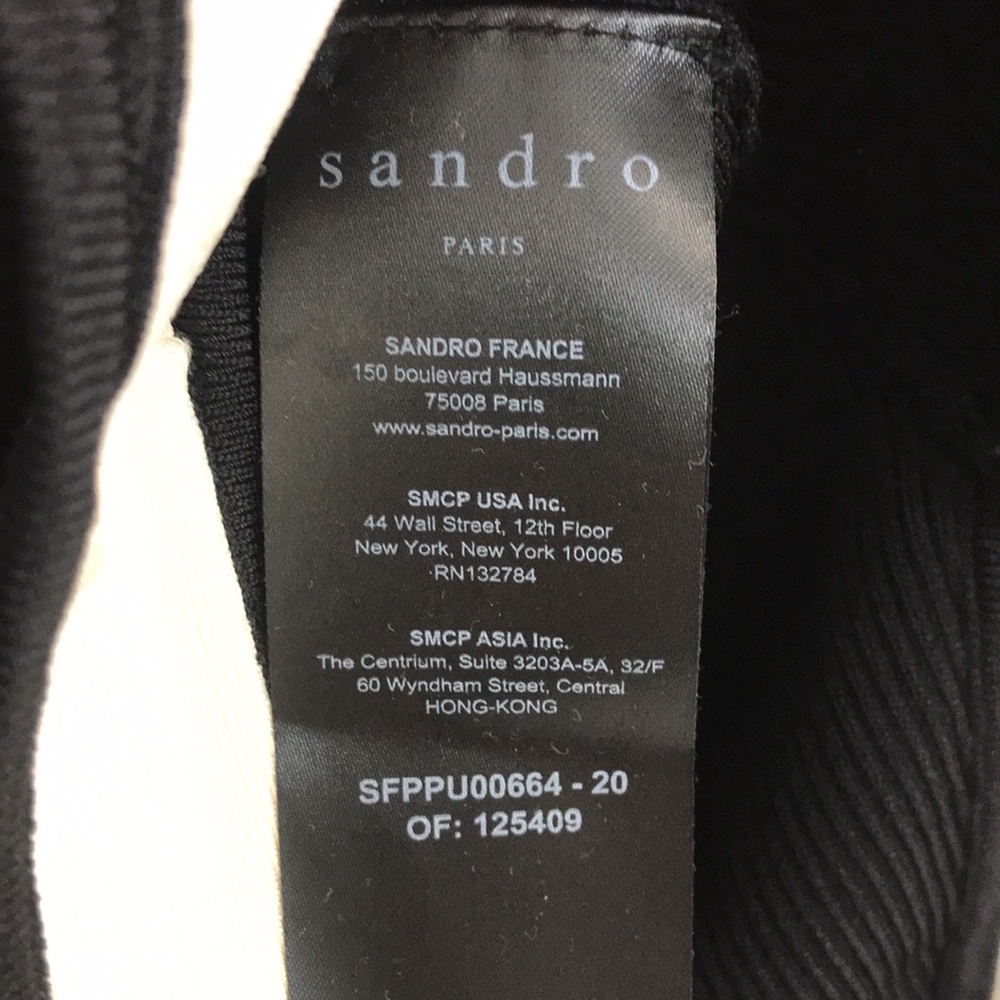 sandro
PARIS
SANDRO FRANCE
150 boulevard Haussmann
75008 Paris
www.sandro-paris.com
SMCP USA Inc.
44 Wall Street, 12th Floor
New York, New York 10005
RN132784
SMCP ASIA Inc.
The Centrium, Suite 3203A-5A, 32/F
60 Wyndham Street, Central
HONG-KONG
SFPPU00664 - 20
OF: 125409